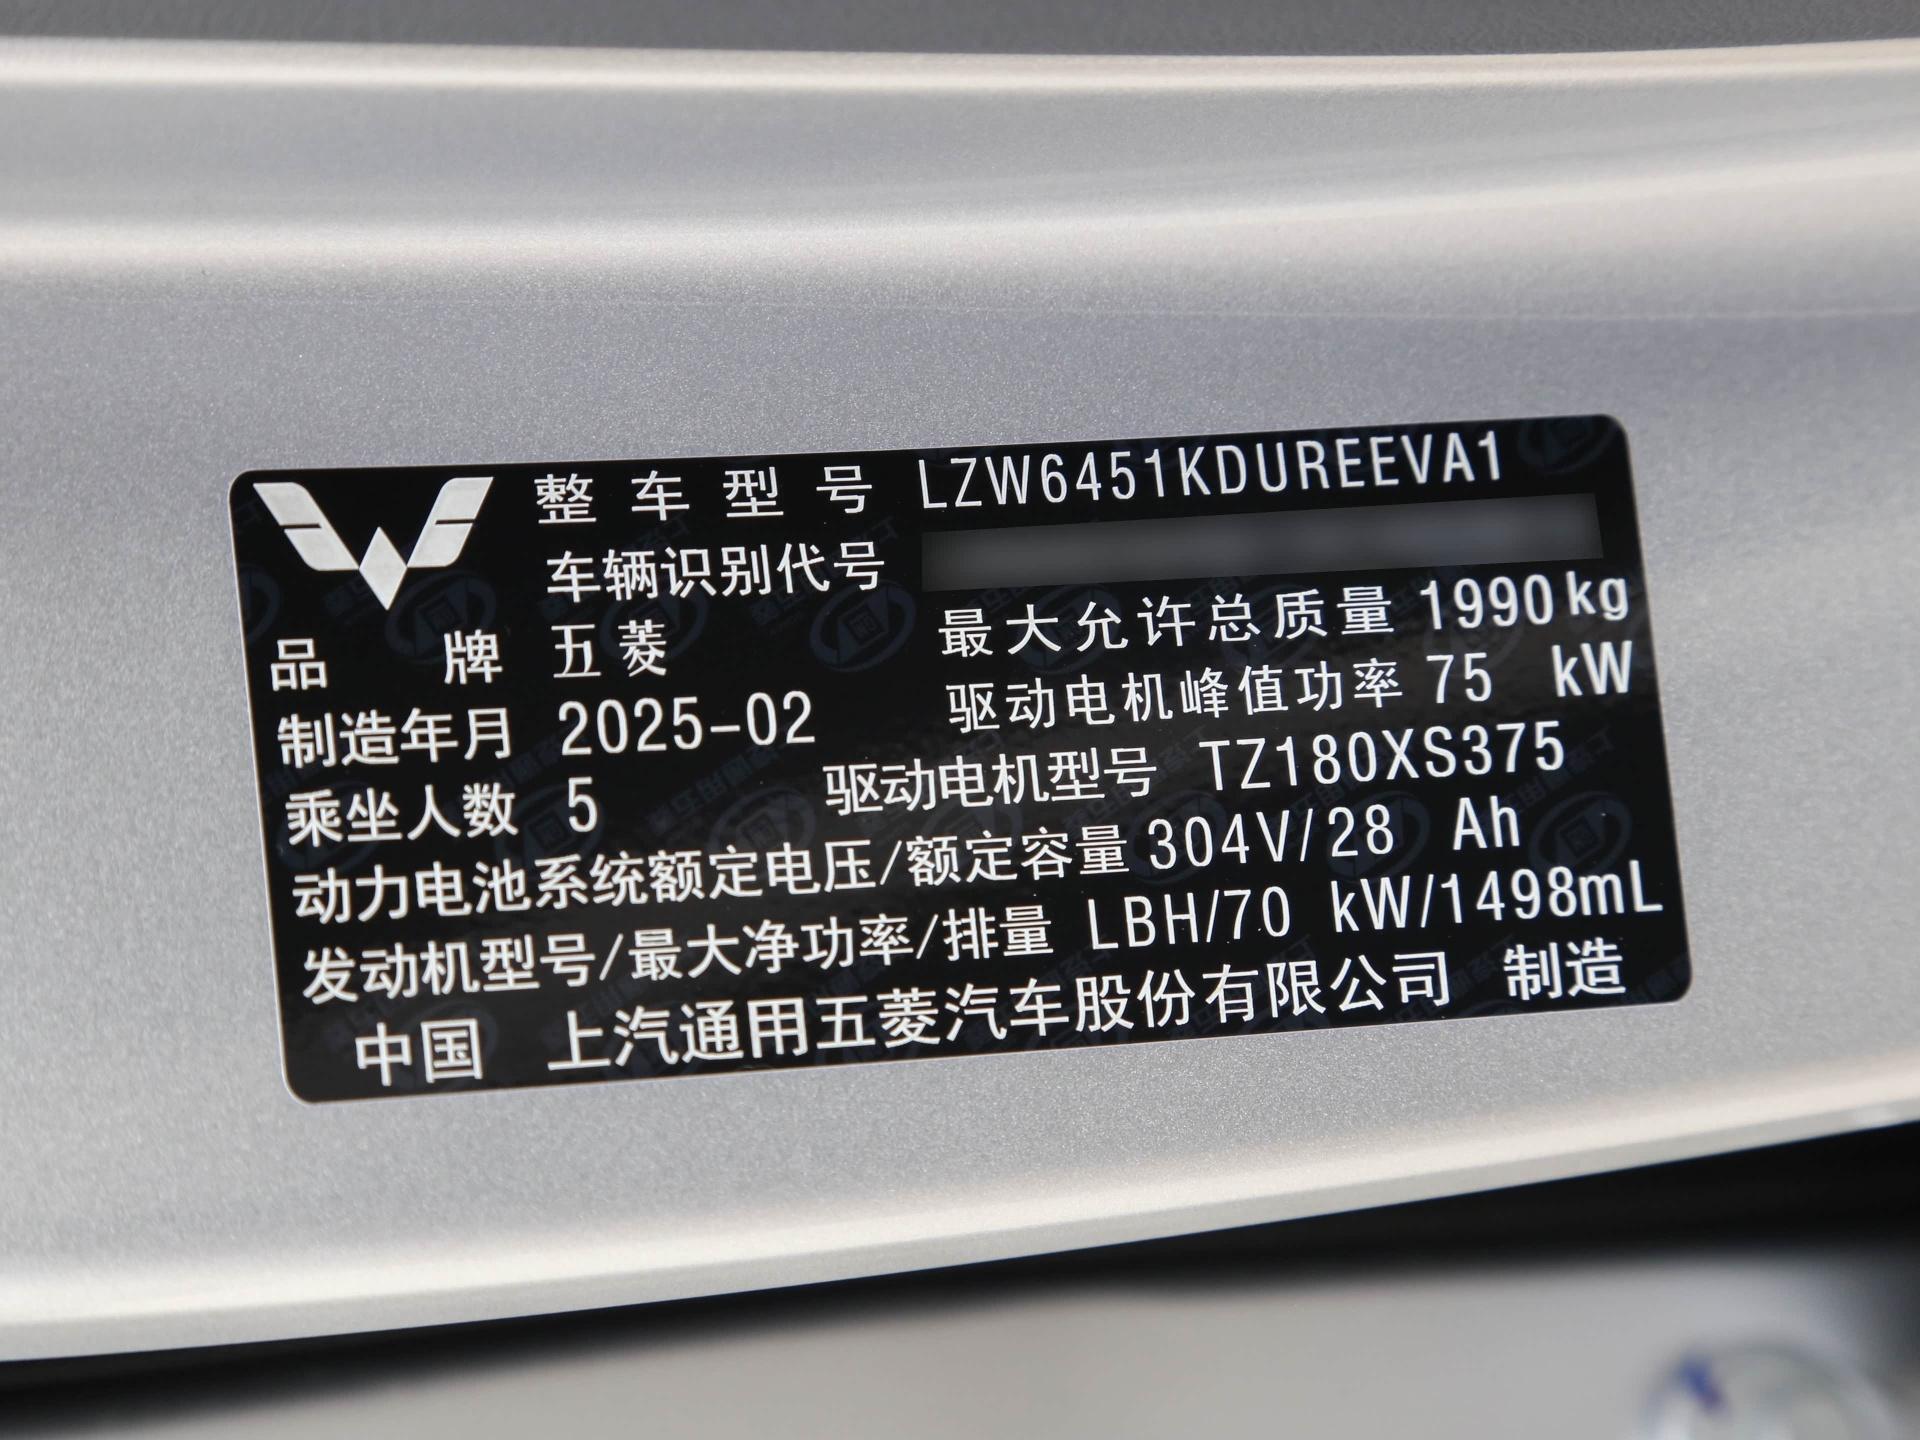 整车型号 LZW6451KDUREEVA1
车辆识别代号
品牌 五菱 最大允许总质量 1990kg
制造年月 2025-02 驱动电机峰值功率 75 kW
乘坐人数 5 驱动电机型号 TZ180XS375
动力电池系统额定电压/额定容量 304V/28 Ah
发动机型号/最大净功率/排量 LBH/70 kW/1498mL
中国 上汽通用五菱汽车股份有限公司 制造